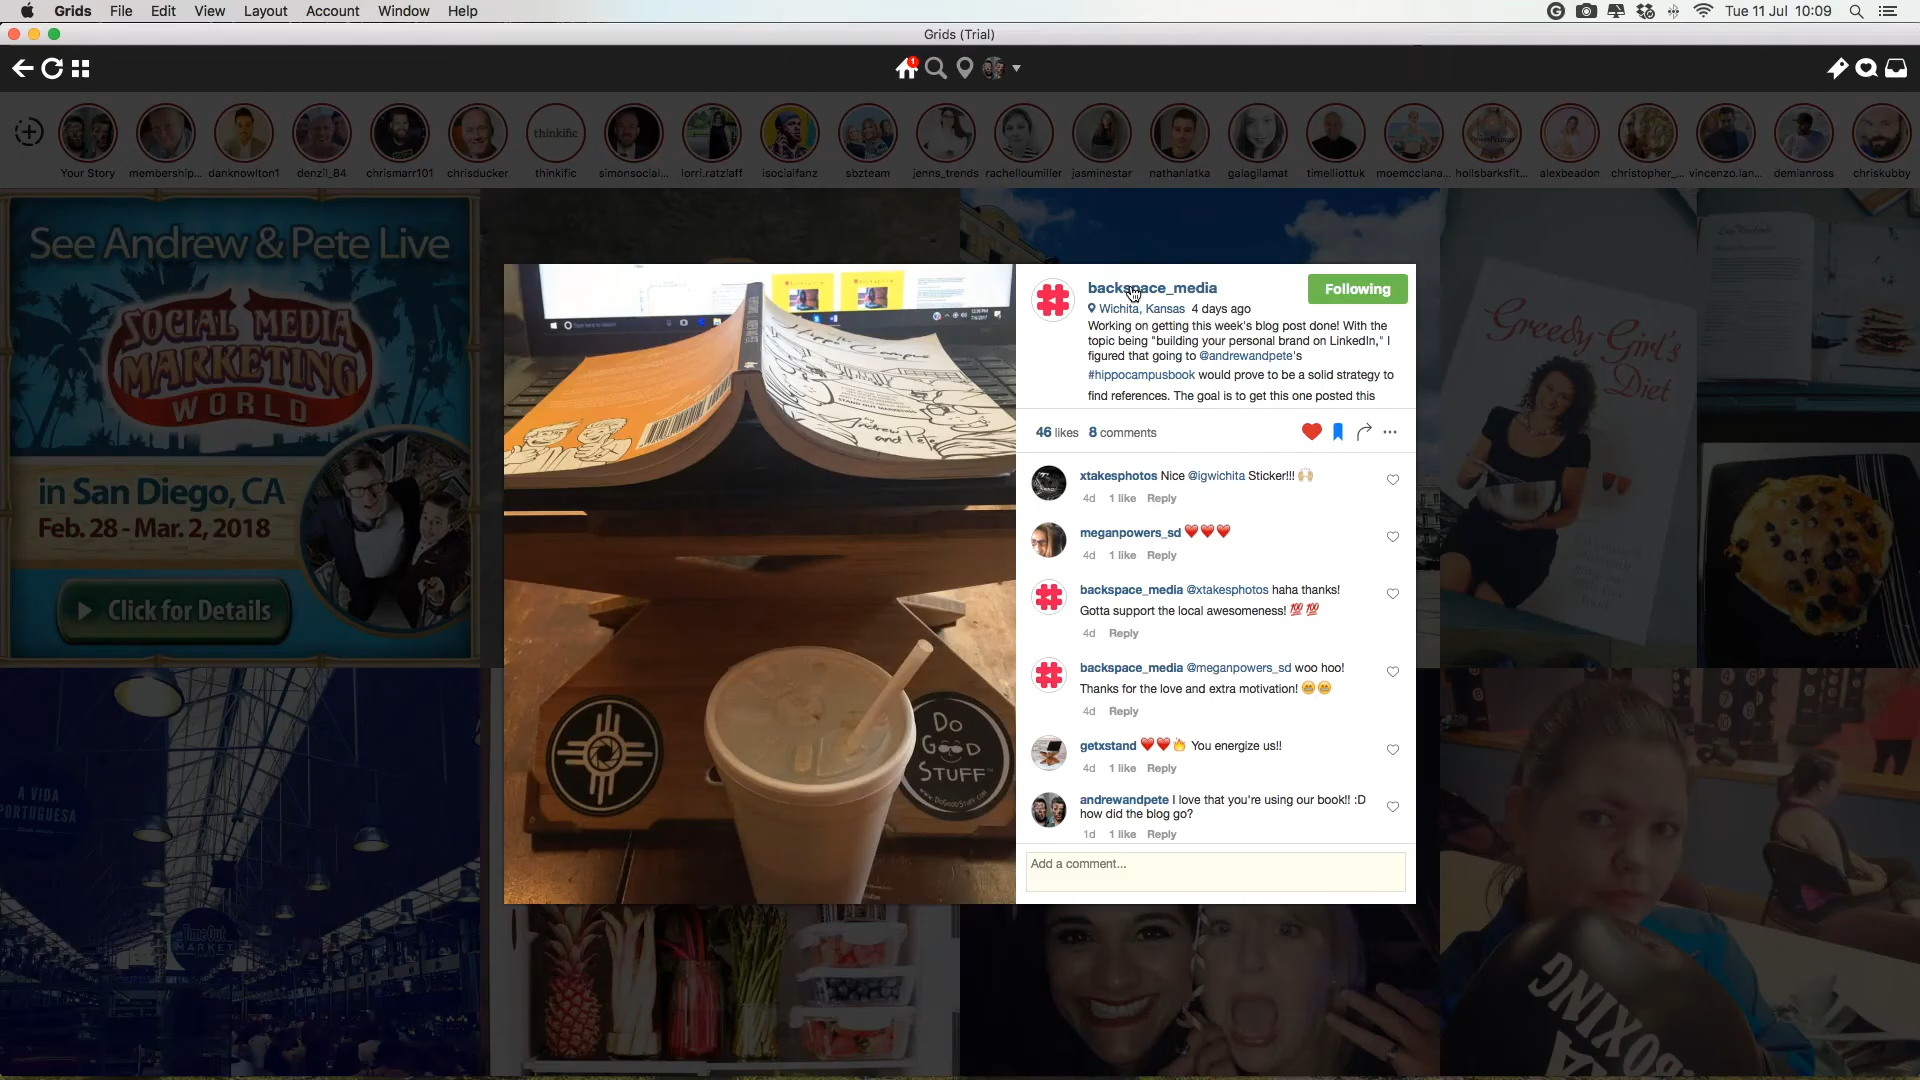 Grids File Edit View Layout Account Window Help
Tue 11 Jul 10:09
Grids (Trial)
1
Your Story membership... danknowlton1 denzil_84 chrismarr101 chrisducker thinkific simonsocial... lorri.ratzlaff isocialfanz sbzteam jenns_trends rachelloumiller jasminestar nathanlatka galagilamat timelliottuk moemcclana... hollsbarksfit... alexbeadon christopher_... vincenzo.lan... demianross chriskubby
thinkific
See Andrew & Pete Live
SOCIAL MEDIA
MARKETING
WORLD
in San Diego, CA
Feb. 28 - Mar. 2, 2018
Click for Details
backspace_media
Following
Wichita, Kansas 4 days ago
Working on getting this week's blog post done! With the
topic being "building your personal brand on LinkedIn," I
figured that going to @andrewandpete's
#hippocampusbook would prove to be a solid strategy to
find references. The goal is to get this one posted this
46 likes 8 comments
xtakesphotos Nice @igwichita Sticker!!! 🙌🏼
4d 1 like Reply
meganpowers_sd ❤️❤️❤️
4d 1 like Reply
backspace_media @xtakesphotos haha thanks!
Gotta support the local awesomeness! 💯 💯
4d Reply
backspace_media @meganpowers_sd woo hoo!
Thanks for the love and extra motivation! 😁😁
4d Reply
getxstand ❤️❤️🔥 You energize us!!
4d 1 like Reply
andrewandpete I love that you're using our book!! :D
how did the blog go?
1d 1 like Reply
Add a comment...
Andrew
and Pete
DO
GOOD
STUFF
Greedy Girl's
Diet
A VIDA
PORTUGUESA
TimeOut
MARKET
BOXING